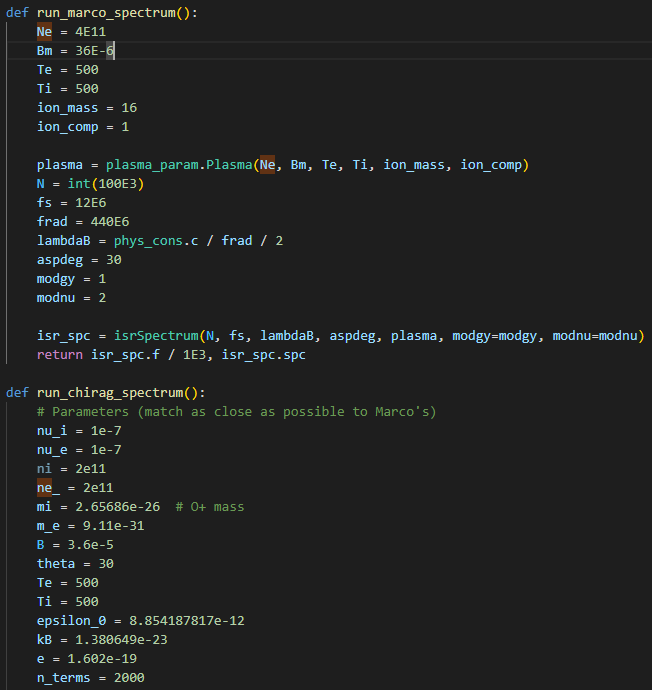 def run_marco_spectrum():
    Ne = 4E11
    Bm = 36E-6
    Te = 500
    Ti = 500
    ion_mass = 16
    ion_comp = 1

    plasma = plasma_param.Plasma(Ne, Bm, Te, Ti, ion_mass, ion_comp)
    N = int(100E3)
    fs = 12E6
    frad = 440E6
    lambdaB = phys_cons.c / frad / 2
    aspdeg = 30
    modgy = 1
    modnu = 2

    isr_spc = isrSpectrum(N, fs, lambdaB, aspdeg, plasma, modgy=modgy, modnu=modnu)
    return isr_spc.f / 1E3, isr_spc.spc

def run_chirag_spectrum():
    # Parameters (match as close as possible to Marco's)
    nu_i = 1e-7
    nu_e = 1e-7
    ni = 2e11
    ne_ = 2e11
    mi = 2.65686e-26  # O+ mass
    m_e = 9.11e-31
    B = 3.6e-5
    theta = 30
    Te = 500
    Ti = 500
    epsilon_0 = 8.854187817e-12
    kB = 1.380649e-23
    e = 1.602e-19
    n_terms = 2000